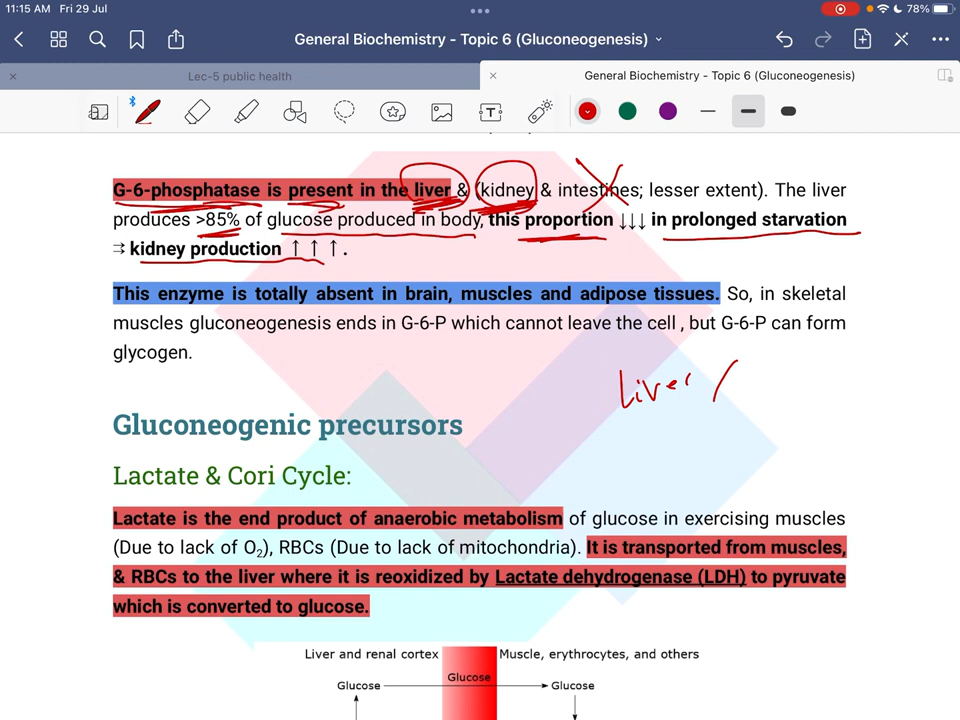 11:15 AM Fri 29 Jul
78%
General Biochemistry - Topic 6 (Gluconeogenesis)
Lec-5 public health
General Biochemistry - Topic 6 (Gluconeogenesis)
G-6-phosphatase is present in the liver & (kidney & intestines; lesser extent). The liver
produces >85% of glucose produced in body, this proportion ↓↓↓ in prolonged starvation
⇉ kidney production ↑ ↑ ↑ .
This enzyme is totally absent in brain, muscles and adipose tissues. So, in skeletal
muscles gluconeogenesis ends in G-6-P which cannot leave the cell , but G-6-P can form
glycogen.
Liver /
Gluconeogenic precursors
Lactate & Cori Cycle:
Lactate is the end product of anaerobic metabolism of glucose in exercising muscles
(Due to lack of O₂), RBCs (Due to lack of mitochondria). It is transported from muscles,
& RBCs to the liver where it is reoxidized by Lactate dehydrogenase (LDH) to pyruvate
which is converted to glucose.
Liver and renal cortex Muscle, erythrocytes, and others
Glucose Glucose Glucose